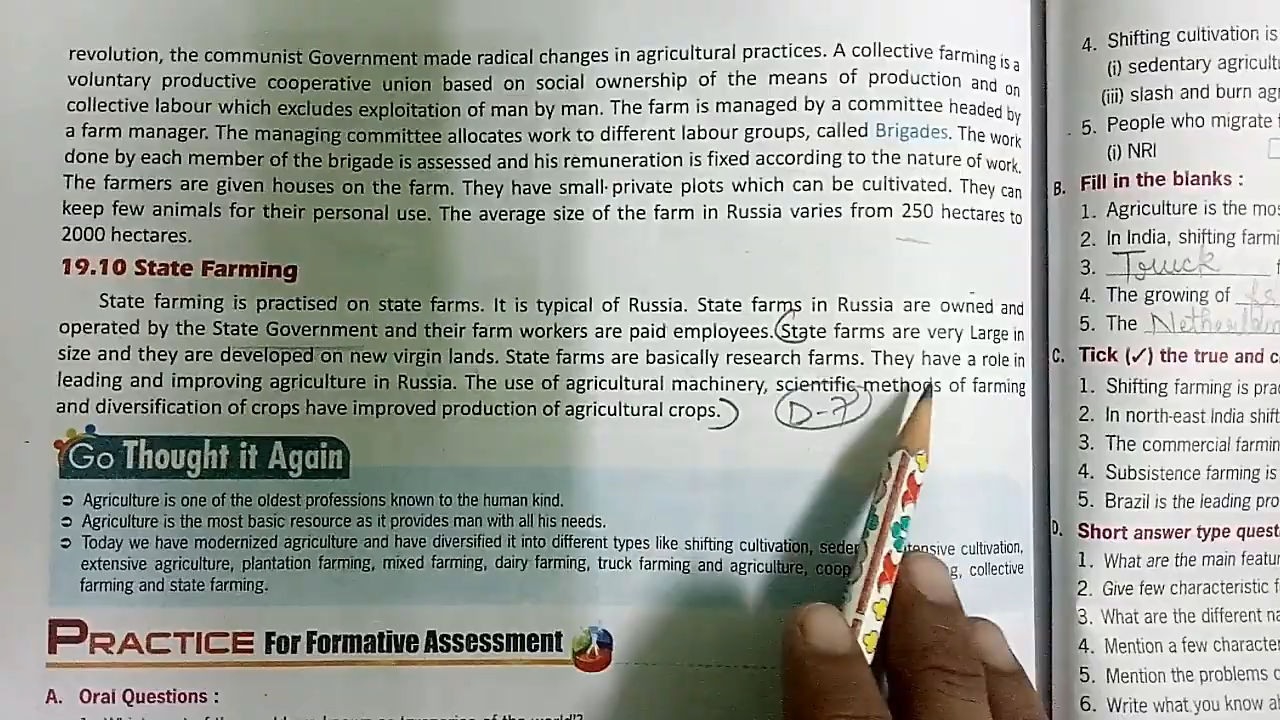 revolution, the communist Government made radical changes in agricultural practices. A collective farming is a
voluntary productive cooperative union based on social ownership of the means of production and on
collective labour which excludes exploitation of man by man. The farm is managed by a committee headed by
a farm manager. The managing committee allocates work to different labour groups, called Brigades. The work
done by each member of the brigade is assessed and his remuneration is fixed according to the nature of work.
The farmers are given houses on the farm. They have small private plots which can be cultivated. They can
keep few animals for their personal use. The average size of the farm in Russia varies from 250 hectares to
2000 hectares.
19.10 State Farming
State farming is practised on state farms. It is typical of Russia. State farms in Russia are owned and
operated by the State Government and their farm workers are paid employees. State farms are very Large in
size and they are developed on new virgin lands. State farms are basically research farms. They have a role in
leading and improving agriculture in Russia. The use of agricultural machinery, scientific methods of farming
and diversification of crops have improved production of agricultural crops.) D-7
Go Thought it Again
Agriculture is one of the oldest professions known to the human kind.
Agriculture is the most basic resource as it provides man with all his needs.
Today we have modernized agriculture and have diversified it into different types like shifting cultivation, cultivation,
extensive agriculture, plantation farming, mixed farming, dairy farming, truck farming and agriculture, collective
farming and state farming.
PRACTICE For Formative Assessment
A. Oral Questions :
4. Shifting cultivation is
(i) sedentary
(iii) slash and burn
5. People who migrate
(i) NRI
B. Fill in the blanks :
1. Agriculture is the
2. In India, shifting
3. Truck
4. The growing of
5. The
C. Tick (✓) the true and
1. Shifting farming is
2. In north-east India
3. The commercial
4. Subsistence farming is
5. Brazil is the leading
D. Short answer type
1. What are the main
2. Give few characteristic
3. What are the different
4. Mention a few
5. Mention the problems
6. Write what you know